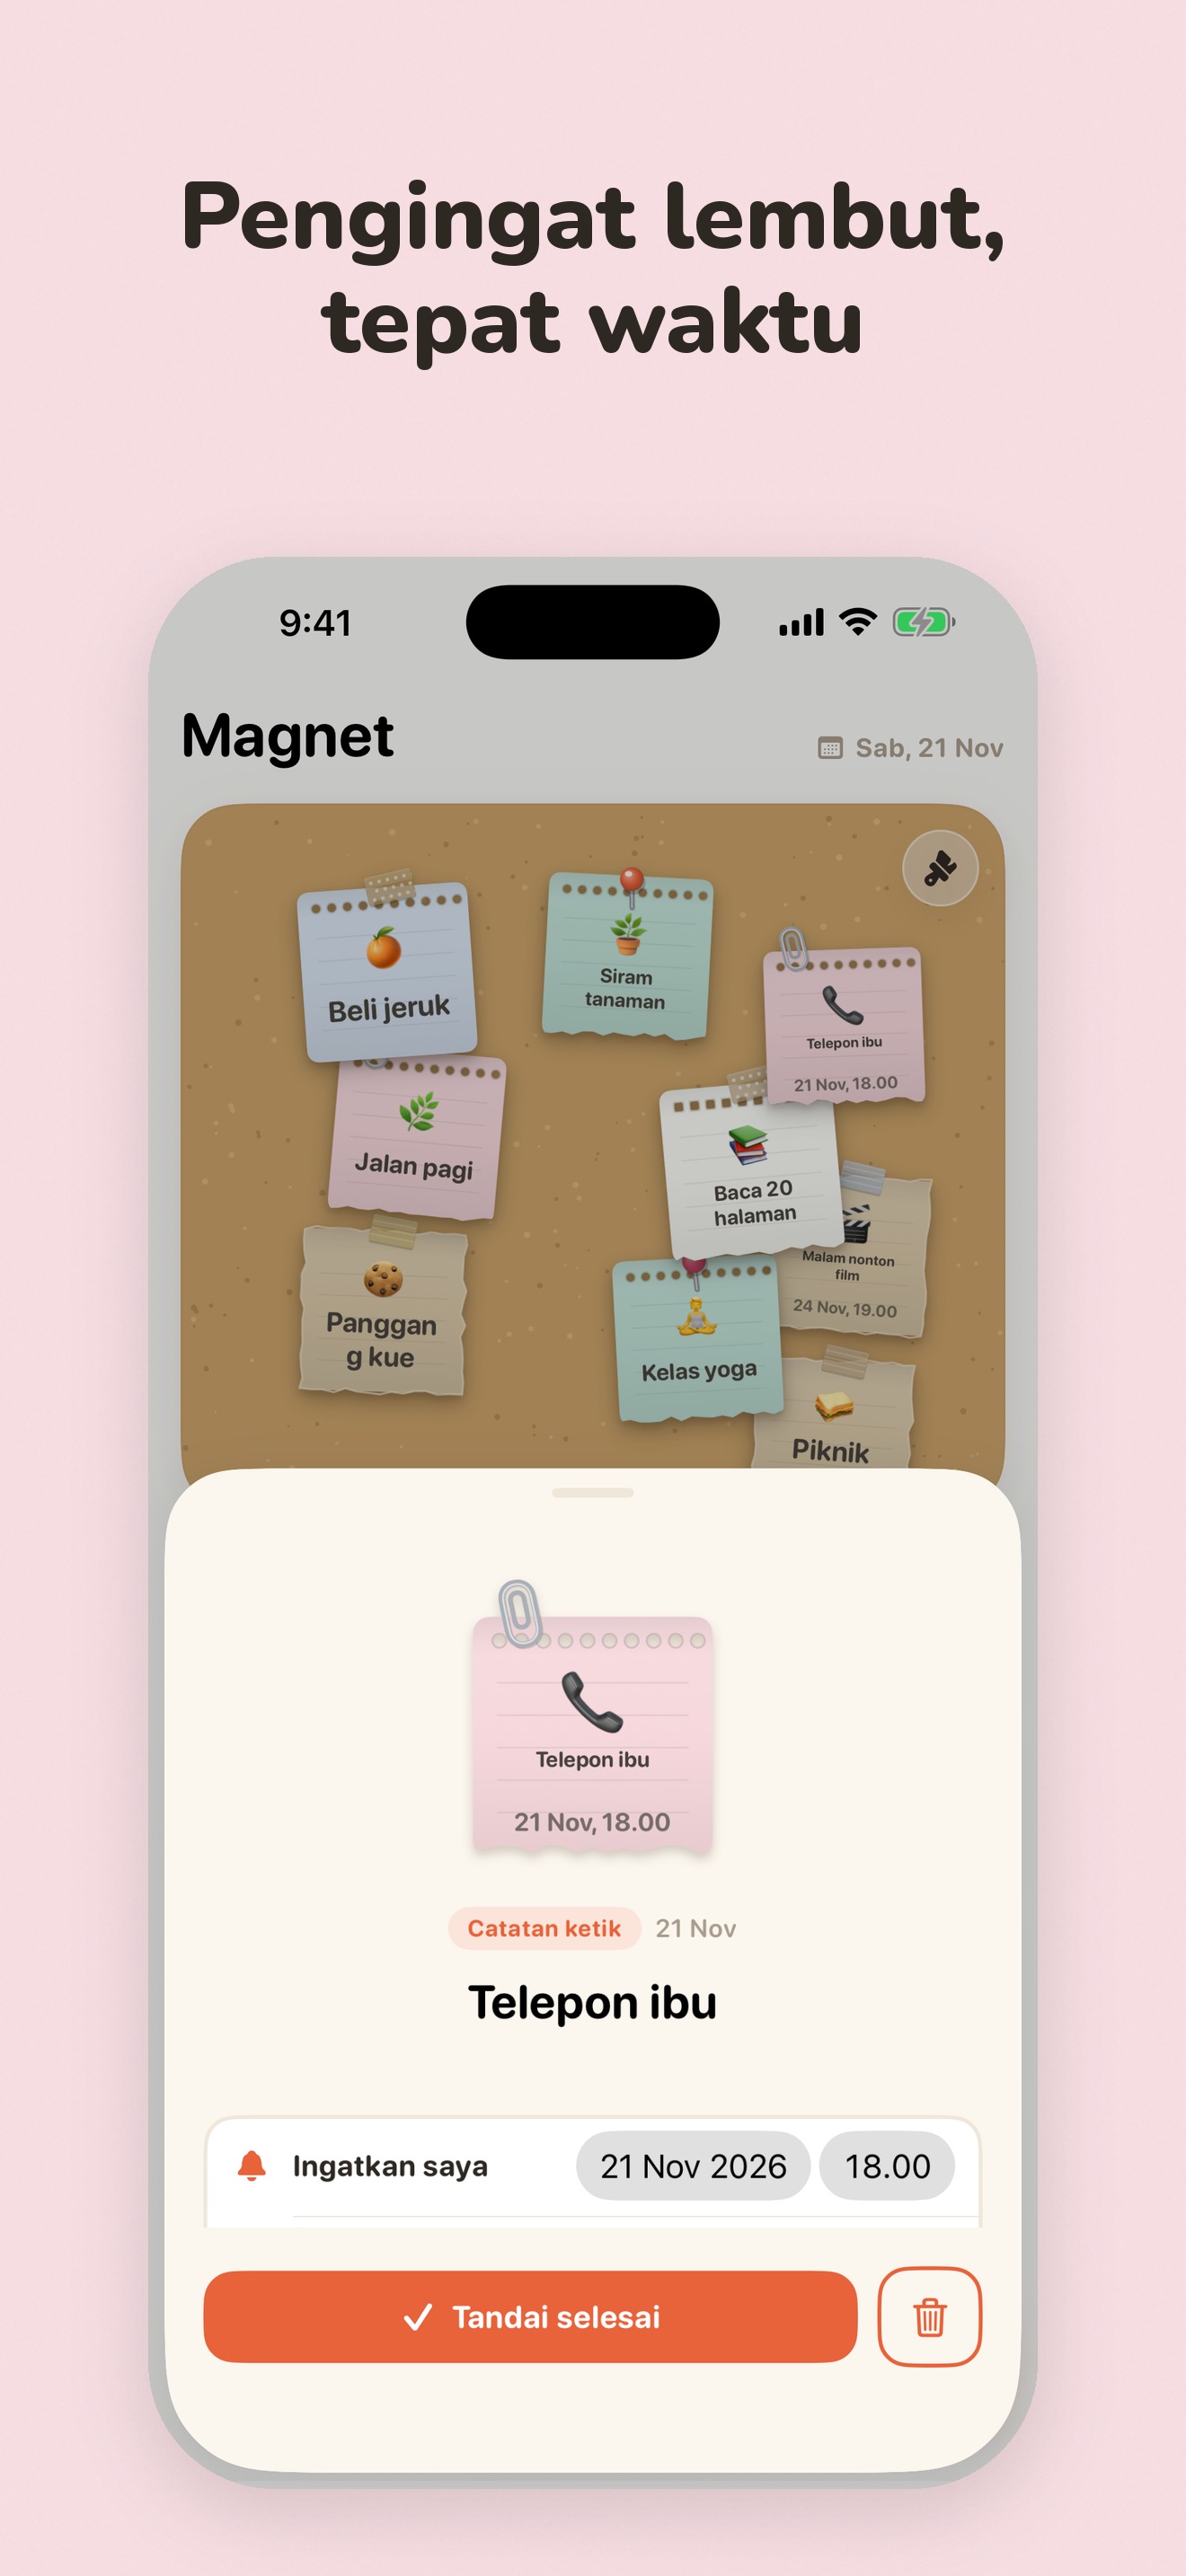 Pengingat lembut,
tepat waktu
9:41
Magnet
Sab, 21 Nov
Beli jeruk
Siram
tanaman
Telepon ibu
21 Nov, 18.00
Jalan pagi
Baca 20
halaman
Malam nonton
film
24 Nov, 19.00
Panggan
g kue
Kelas yoga
Piknik
Telepon ibu
21 Nov, 18.00
Catatan ketik 21 Nov
Telepon ibu
Ingatkan saya 21 Nov 2026 18.00
Tandai selesai